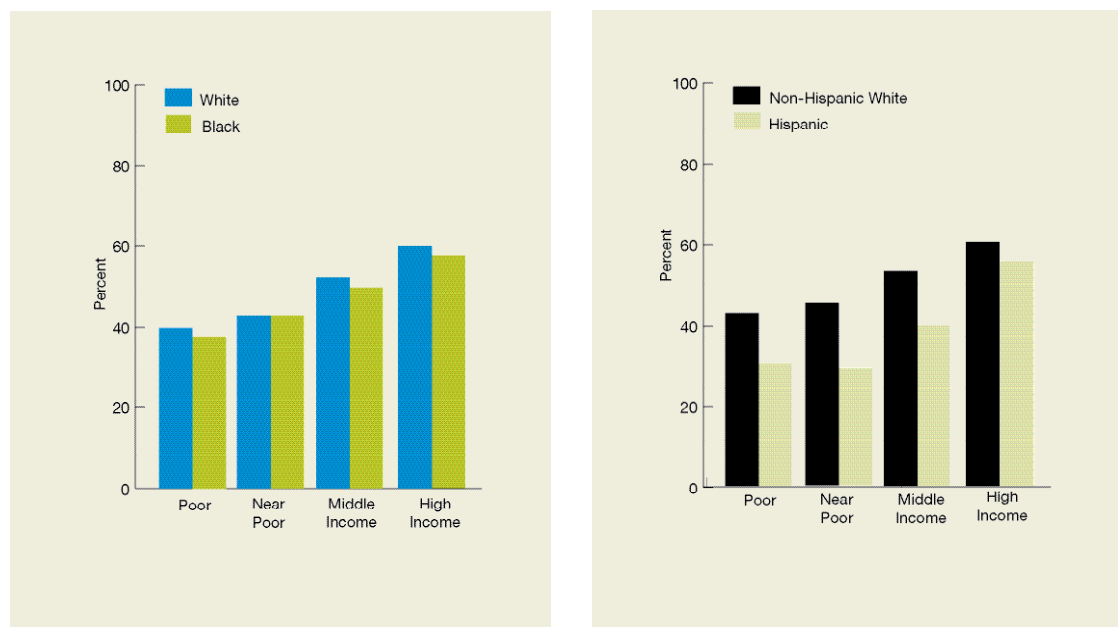 100
80
60
40
20
0
Percent
White
Black
Poor
Near
Poor
Middle
Income
High
Income
100
80
60
40
20
0
Percent
Non-Hispanic White
Hispanic
Poor
Near
Poor
Middle
Income
High
Income